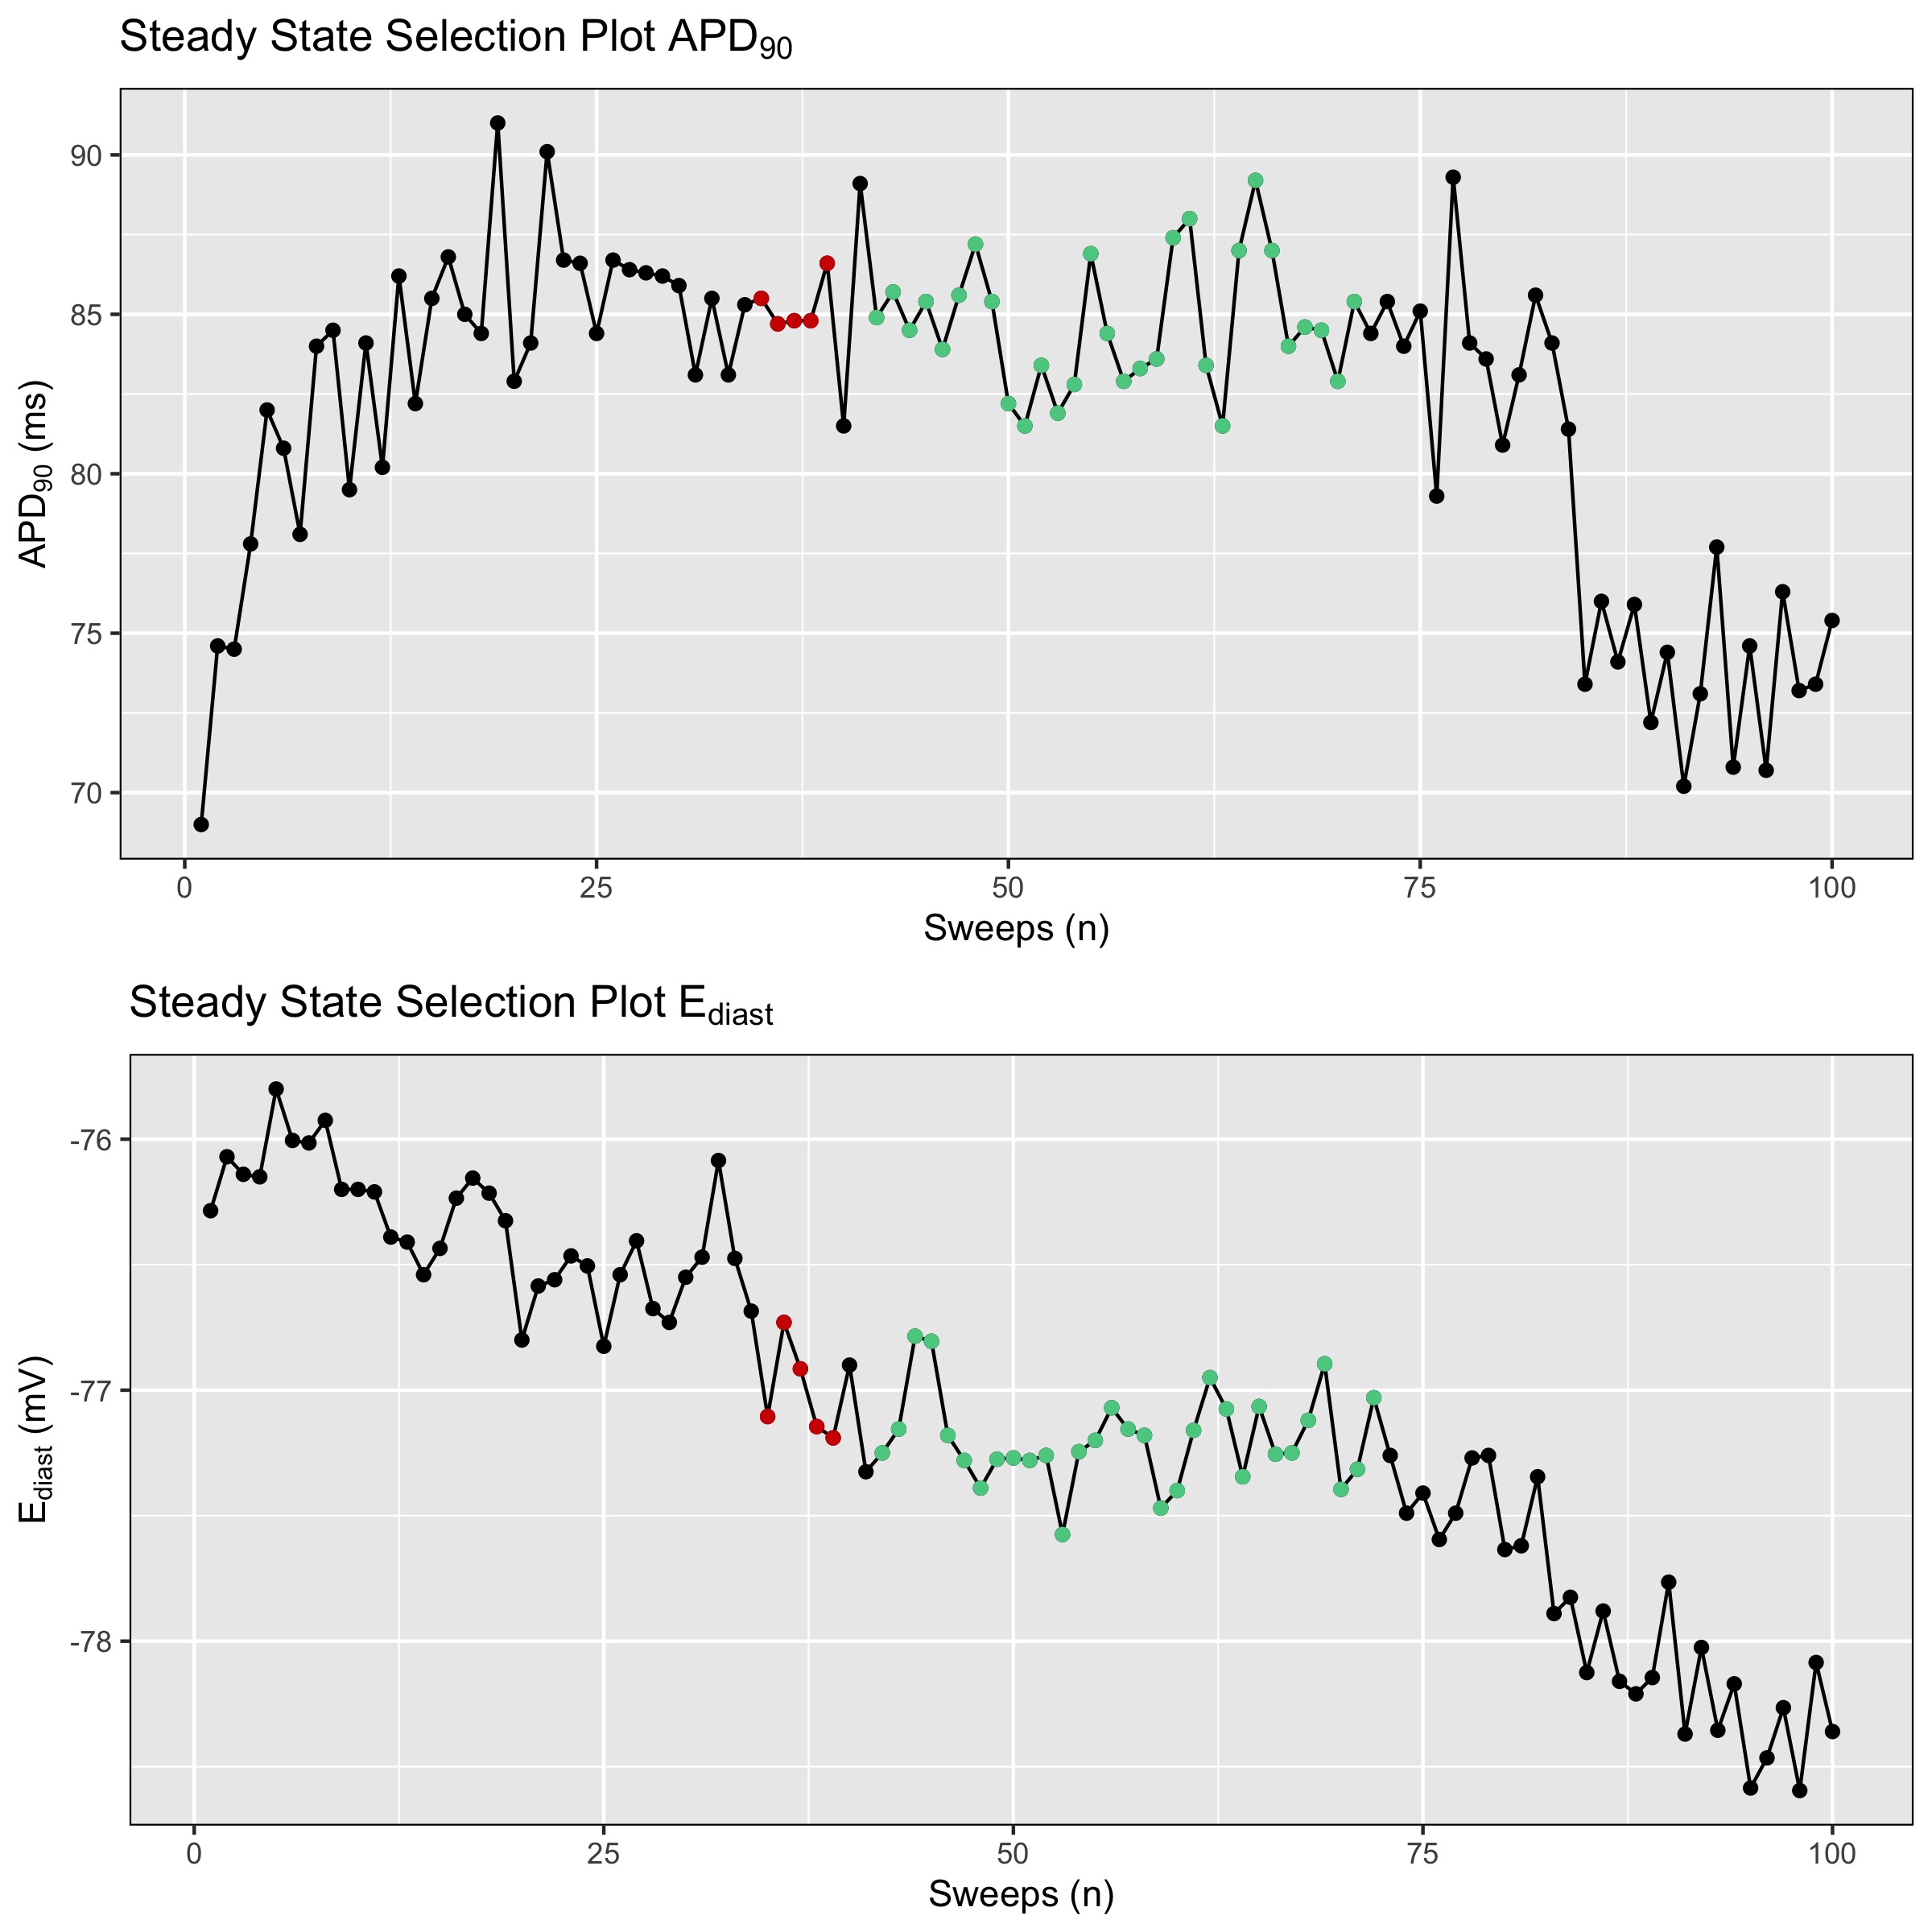 Steady State Selection Plot APD90
90
85
80
75
70
APD90 (ms)
0 25 50 75 100
Sweeps (n)
Steady State Selection Plot Ediast
-76
-77
-78
Ediast (mV)
0 25 50 75 100
Sweeps (n)